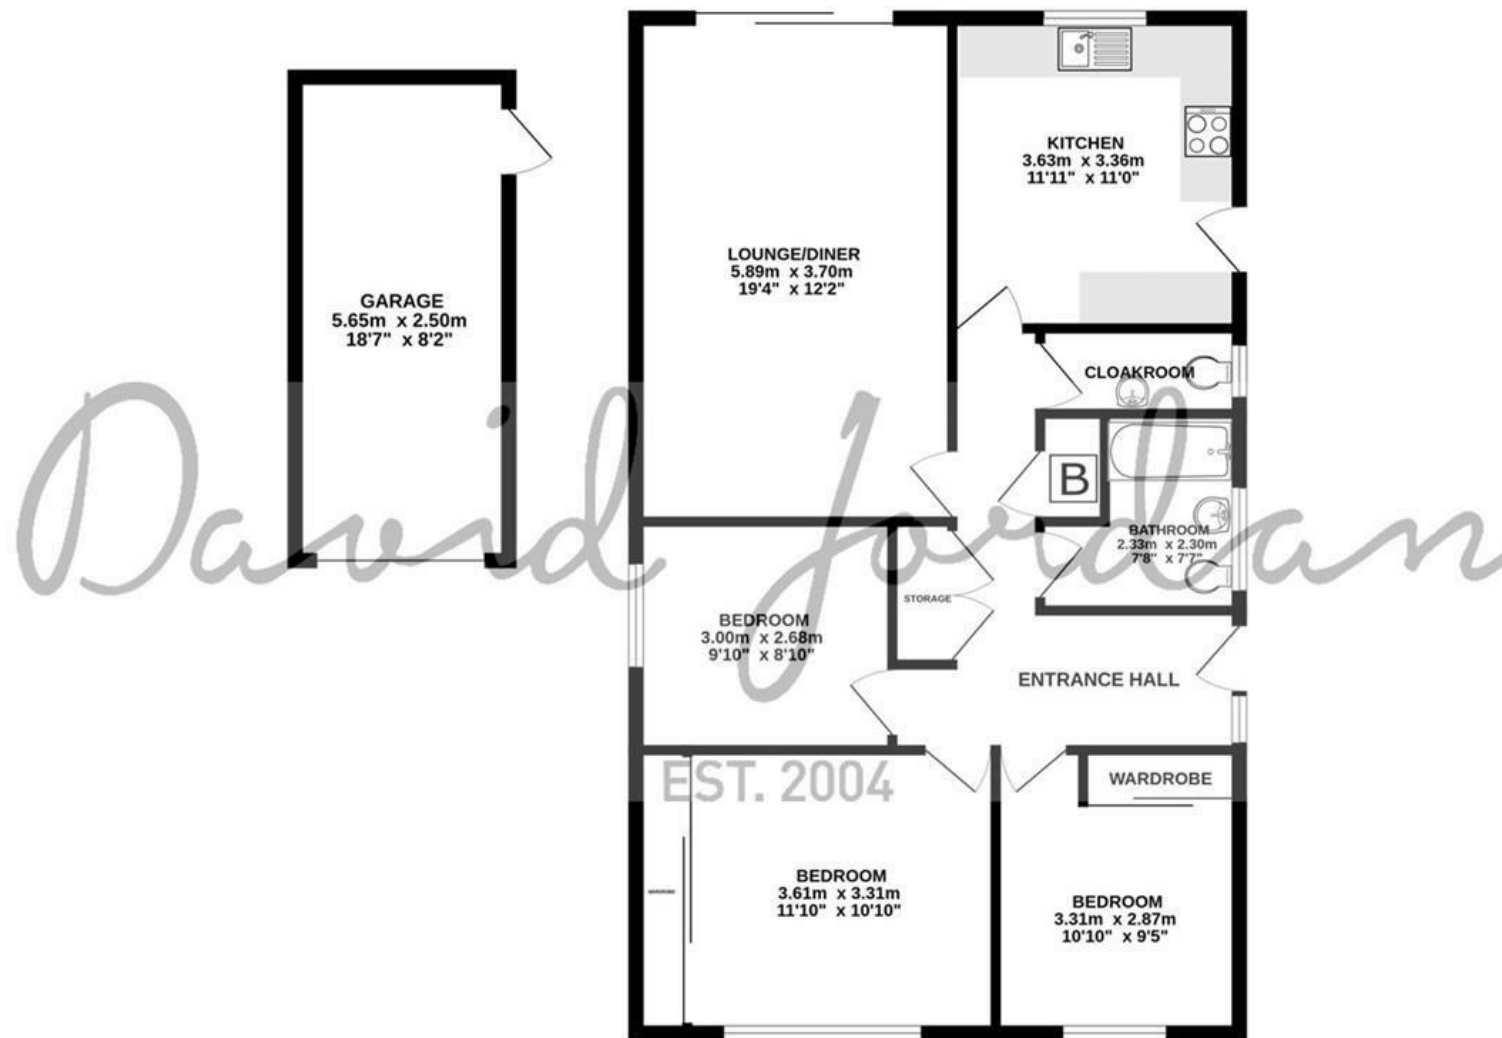 KITCHEN
3.63m x 3.36m
11'11" x 11'0"
LOUNGE/DINER
5.89m x 3.70m
19'4" x 12'2"
GARAGE
5.65m x 2.50m
18'7" x 8'2"
CLOAKROOM
David Jordan
B
BATHROOM
2.33m x 2.30m
7'8" x 7'7"
STORAGE
BEDROOM
3.00m x 2.68m
9'10" x 8'10"
ENTRANCE HALL
EST. 2004
WARDROBE
BEDROOM
3.61m x 3.31m
11'10" x 10'10"
WARDROBE
BEDROOM
3.31m x 2.87m
10'10" x 9'5"